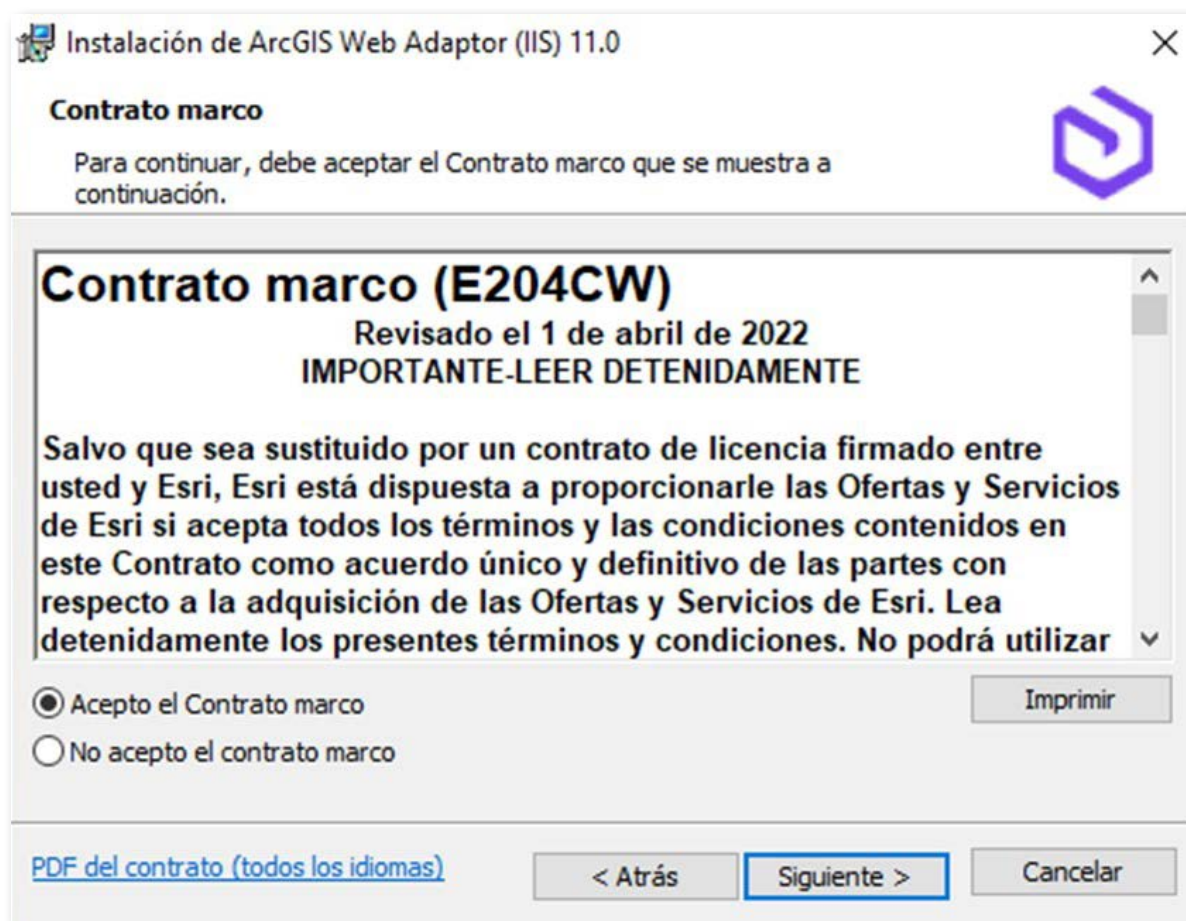 Instalación de ArcGIS Web Adaptor (IIS) 11.0
Contrato marco
Para continuar, debe aceptar el Contrato marco que se muestra a
continuación.
Contrato marco (E204CW)
Revisado el 1 de abril de 2022
IMPORTANTE-LEER DETENIDAMENTE
Salvo que sea sustituido por un contrato de licencia firmado entre
usted y Esri, Esri está dispuesta a proporcionarle las Ofertas y Servicios
de Esri si acepta todos los términos y las condiciones contenidos en
este Contrato como acuerdo único y definitivo de las partes con
respecto a la adquisición de las Ofertas y Servicios de Esri. Lea
detenidamente los presentes términos y condiciones. No podrá utilizar
Acepto el Contrato marco
Imprimir
No acepto el contrato marco
PDF del contrato (todos los idiomas)
< Atrás
Siguiente >
Cancelar